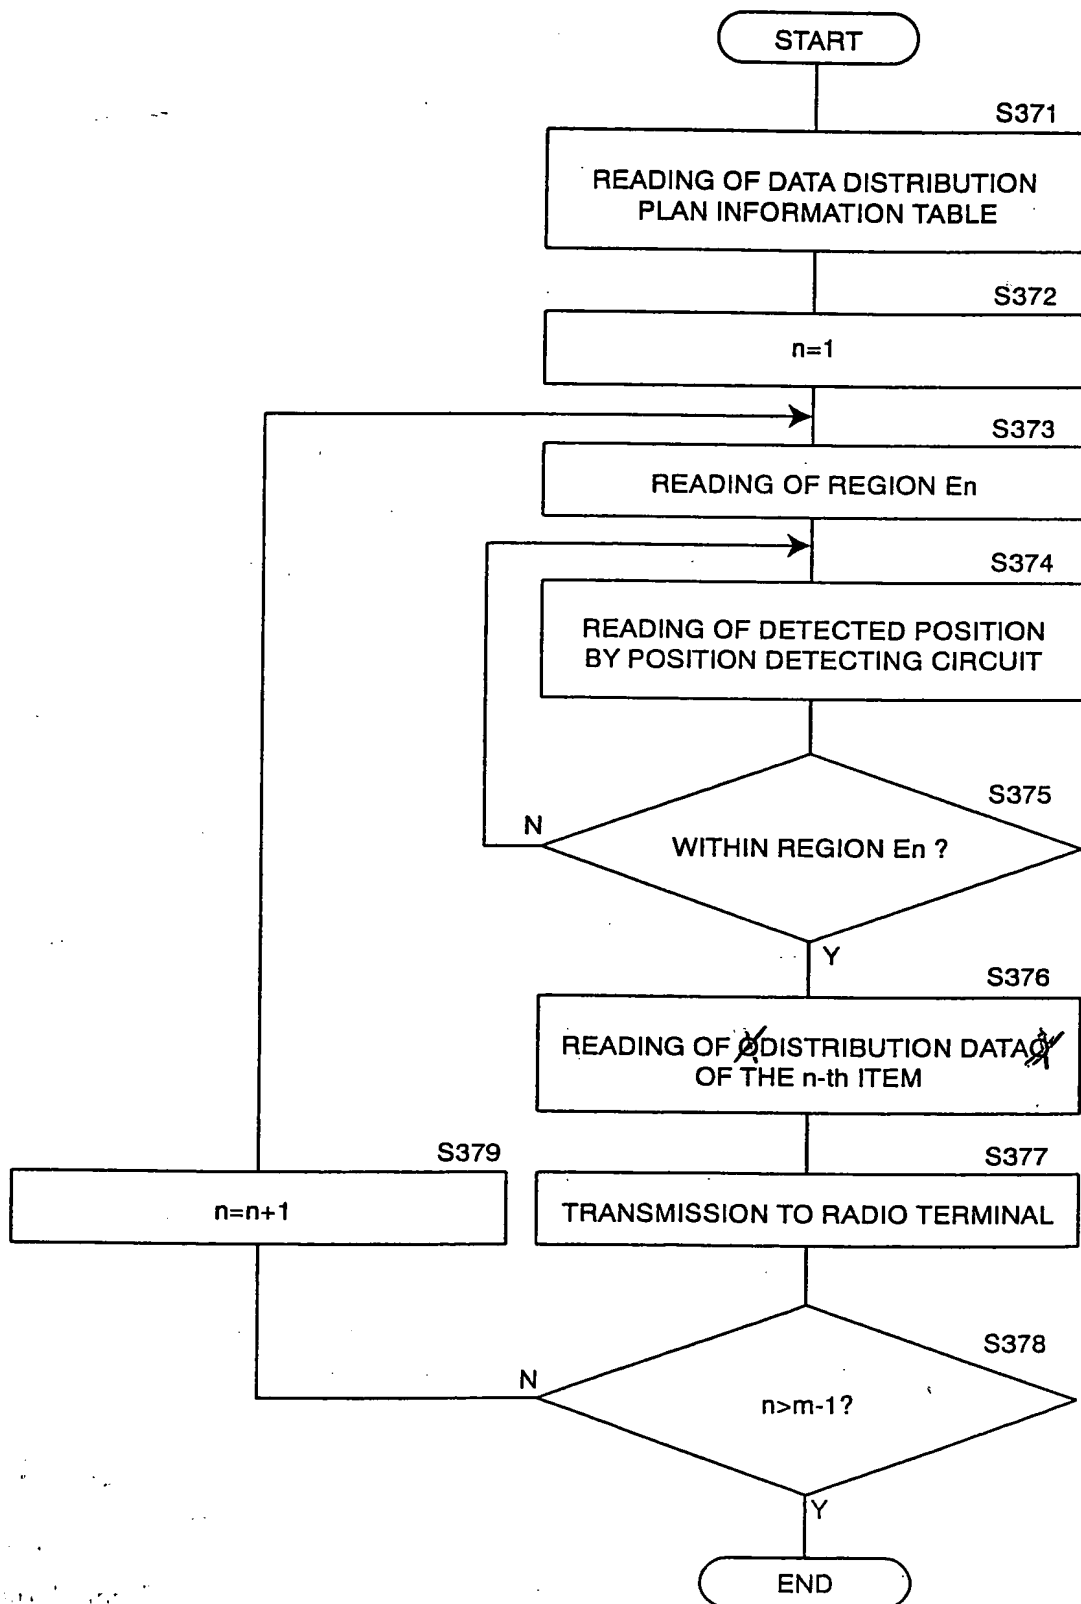 START
S371
READING OF DATA DISTRIBUTION
PLAN INFORMATION TABLE
S372
n=1
S373
READING OF REGION En
S374
READING OF DETECTED POSITION
BY POSITION DETECTING CIRCUIT
S375
N
WITHIN REGION En ?
Y
S376
READING OF DISTRIBUTION DATA
OF THE n-th ITEM
S379
n=n+1
S377
TRANSMISSION TO RADIO TERMINAL
S378
N
n>m-1?
Y
END